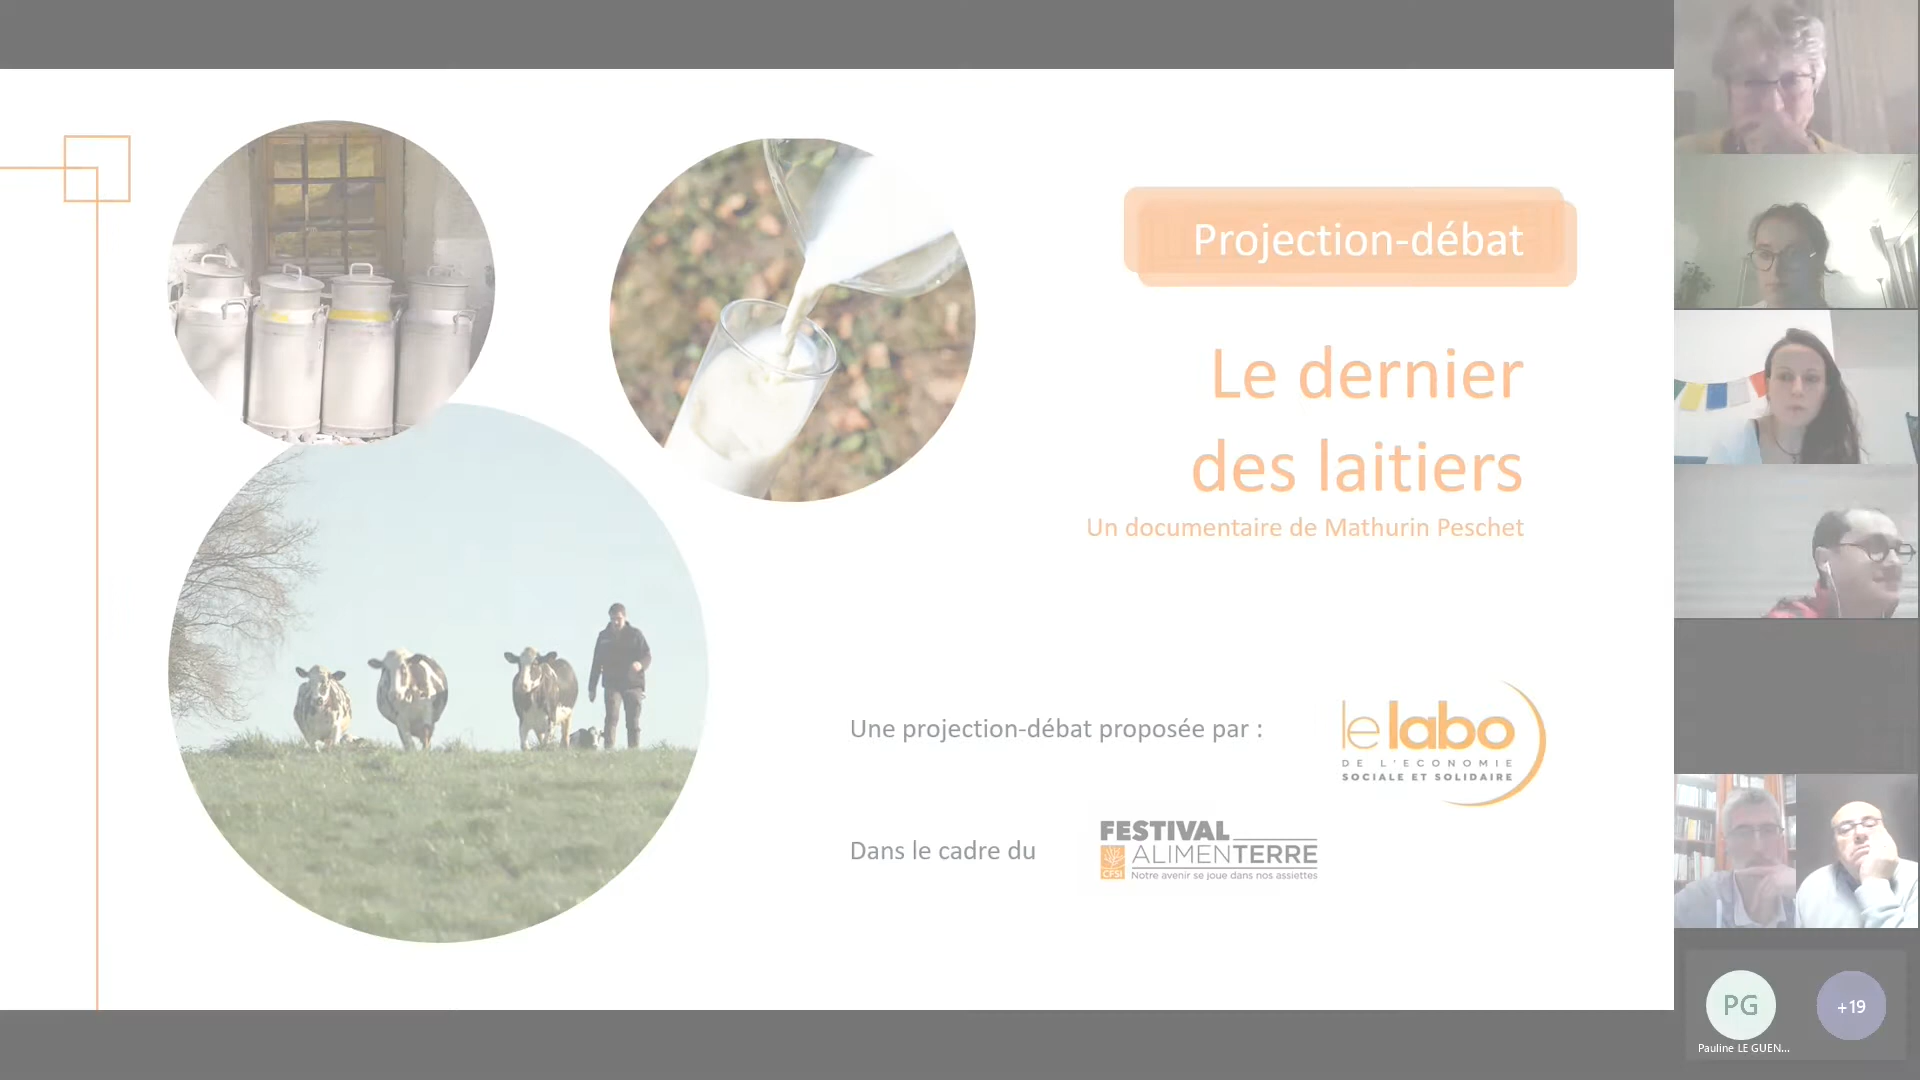 Projection-débat
Le dernier
des laitiers
Un documentaire de Mathurin Peschet
Une projection-débat proposée par :
le labo
DE L'ECONOMIE
SOCIALE ET SOLIDAIRE
Dans le cadre du
FESTIVAL
ALIMENTERRE
CFSI
Notre avenir se joue dans nos assiettes
PG
+19
Pauline LE GUEN...